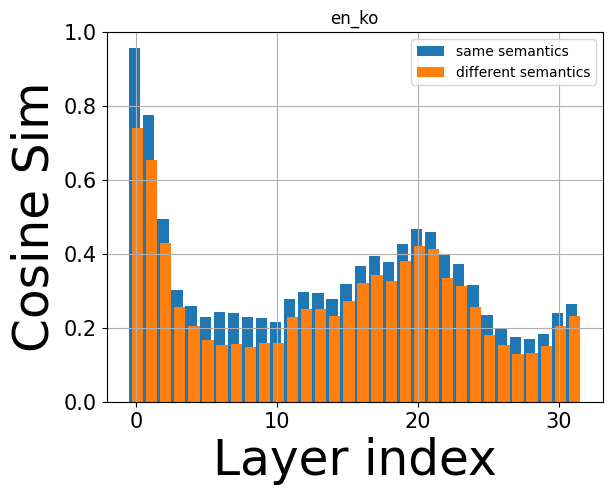 en_ko
same semantics
different semantics
Cosine Sim
1.0
0.8
0.6
0.4
0.2
0.0
0 10 20 30
Layer index